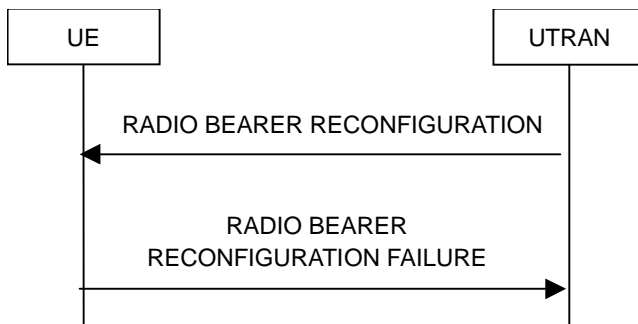 UE
UTRAN
RADIO BEARER RECONFIGURATION
RADIO BEARER
RECONFIGURATION FAILURE